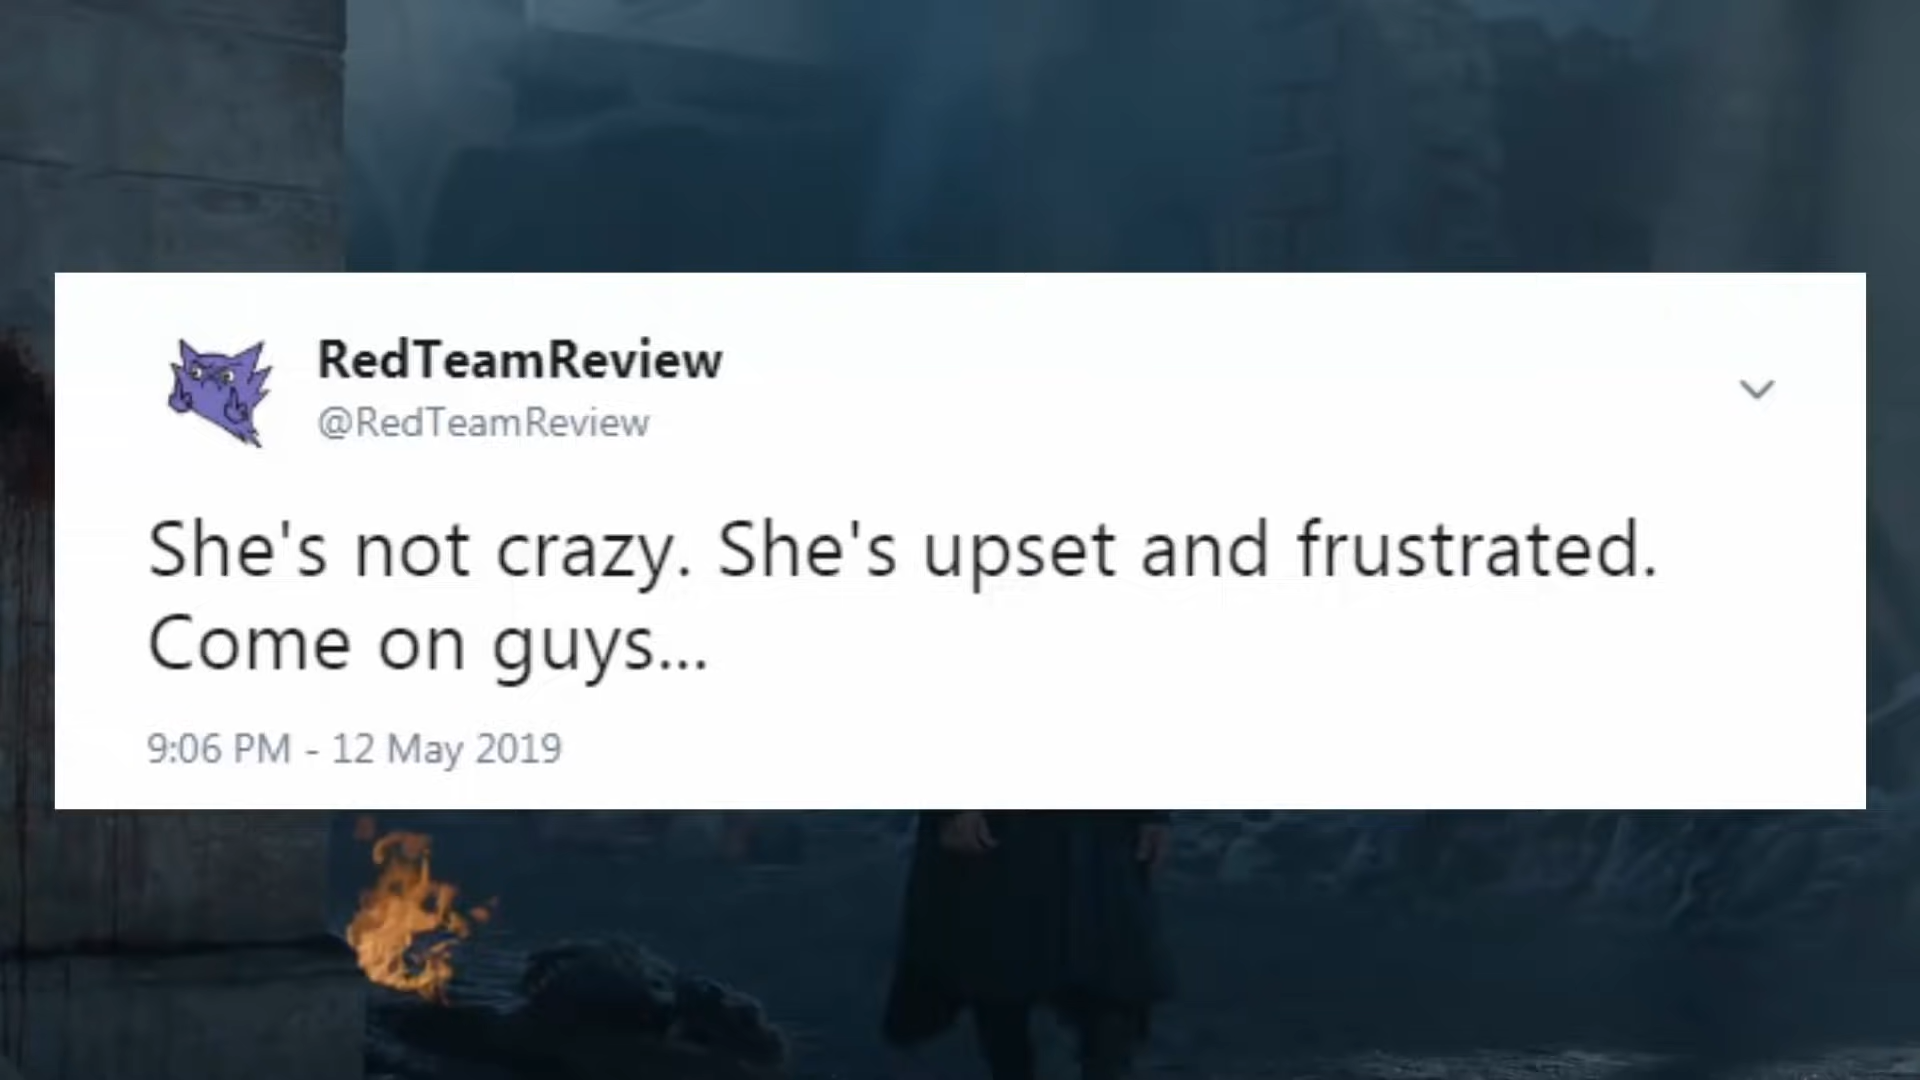 RedTeamReview
@RedTeamReview
She's not crazy. She's upset and frustrated.
Come on guys...
9:06 PM - 12 May 2019